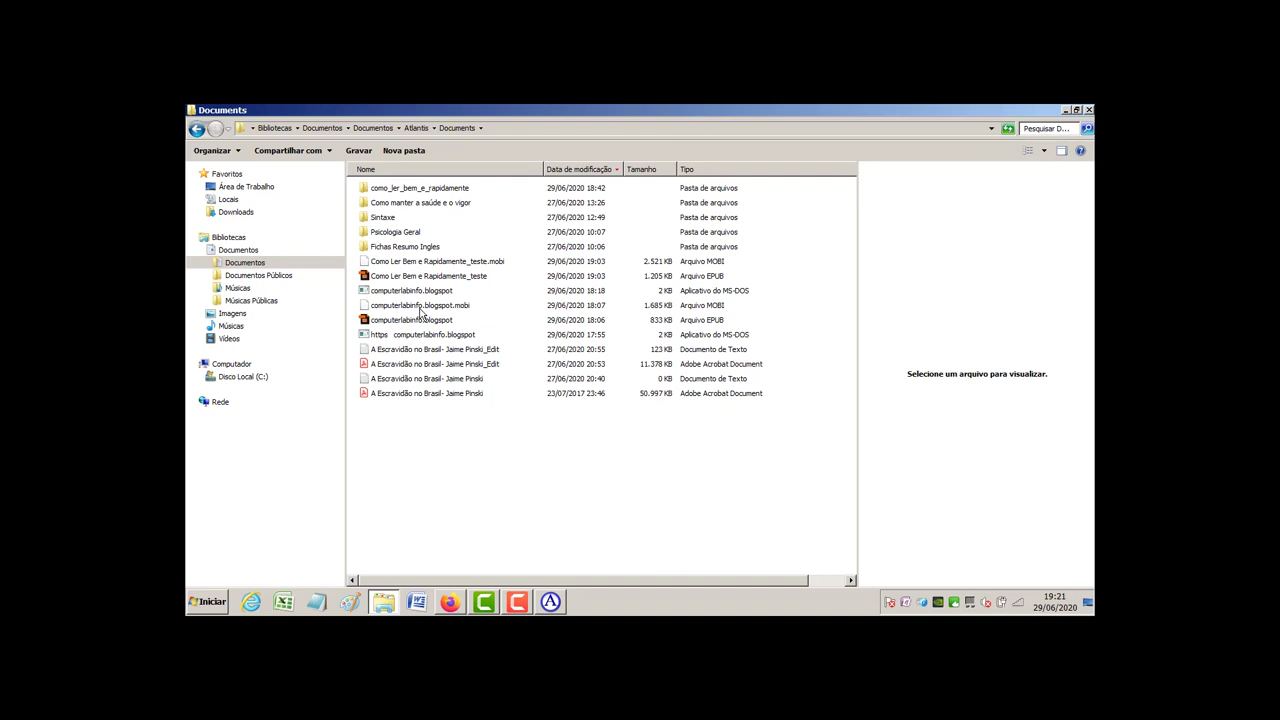 Documents
Bibliotecas Documentos Documentos Atlantis Documents Pesquisar D...
Organizar Compartilhar com Gravar Nova pasta
Favoritos
Área de Trabalho
Locais
Downloads
Bibliotecas
Documentos
Documentos
Documentos Públicos
Músicas
Músicas Públicas
Imagens
Músicas
Vídeos
Computador
Disco Local (C:)
Rede
Nome Data de modificação Tamanho Tipo
como_ler_bem_e_rapidamente 29/06/2020 18:42 Pasta de arquivos
Como manter a saúde e o vigor 27/06/2020 13:26 Pasta de arquivos
Sintaxe 27/06/2020 12:49 Pasta de arquivos
Psicologia Geral 27/06/2020 10:07 Pasta de arquivos
Fichas Resumo Ingles 27/06/2020 10:06 Pasta de arquivos
Como Ler Bem e Rapidamente_teste.mobi 29/06/2020 19:03 2.521 KB Arquivo MOBI
Como Ler Bem e Rapidamente_teste 29/06/2020 19:03 1.205 KB Arquivo EPUB
computerlabinfo.blogspot 29/06/2020 18:18 2 KB Aplicativo do MS-DOS
computerlabinfo.blogspot.mobi 29/06/2020 18:07 1.685 KB Arquivo MOBI
computerlabinfo.blogspot 29/06/2020 18:06 833 KB Arquivo EPUB
https computerlabinfo.blogspot 29/06/2020 17:55 2 KB Aplicativo do MS-DOS
A Escravidão no Brasil- Jaime Pinski_Edit 27/06/2020 20:55 123 KB Documento de Texto
A Escravidão no Brasil- Jaime Pinski_Edit 27/06/2020 20:53 11.378 KB Adobe Acrobat Document
A Escravidão no Brasil- Jaime Pinski 27/06/2020 20:40 0 KB Documento de Texto
A Escravidão no Brasil- Jaime Pinski 23/07/2017 23:46 50.997 KB Adobe Acrobat Document
Selecione um arquivo para visualizar.
Iniciar
19:21
29/06/2020